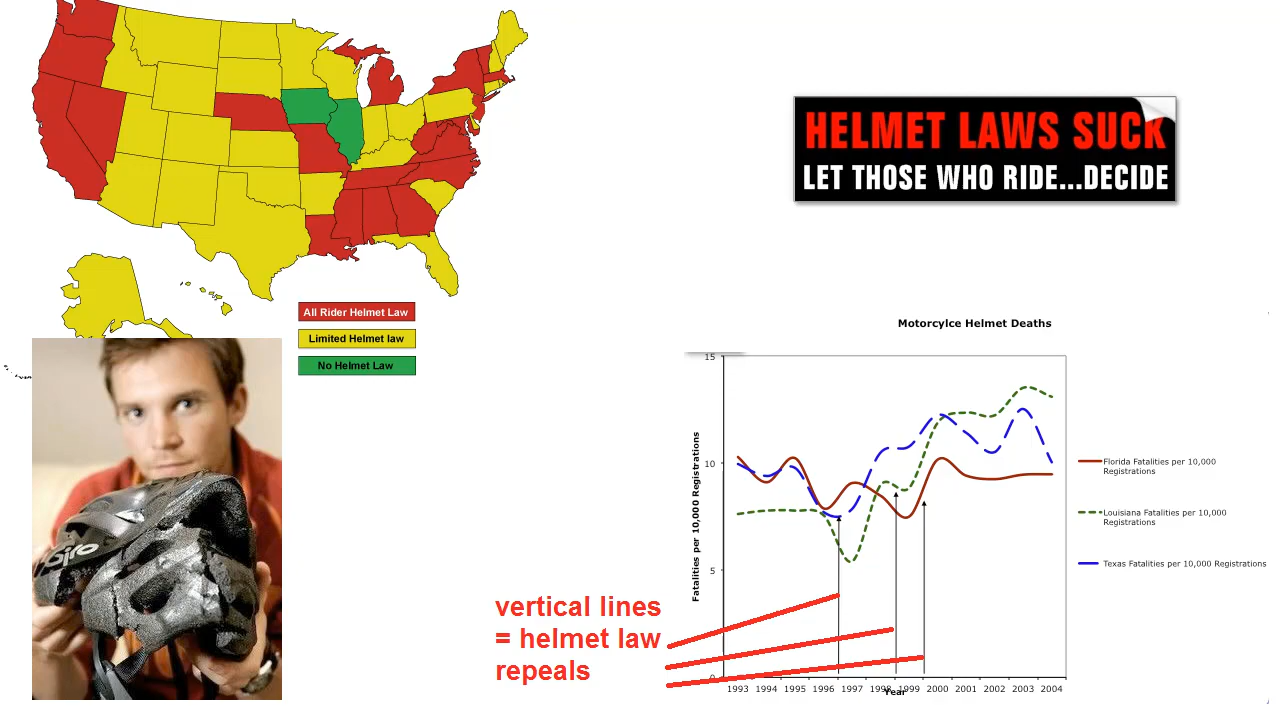 HELMET LAWS SUCK
LET THOSE WHO RIDE...DECIDE
All Rider Helmet Law
Limited Helmet law
No Helmet Law
Giro
Motorcylce Helmet Deaths
Fatalities per 10,000 Registrations
15
10
5
0
1993 1994 1995 1996 1997 1998 1999 2000 2001 2002 2003 2004
Year
Florida Fatalities per 10,000
Registrations
Louisiana Fatalities per 10,000
Registrations
Texas Fatalities per 10,000 Registrations
vertical lines
= helmet law
repeals